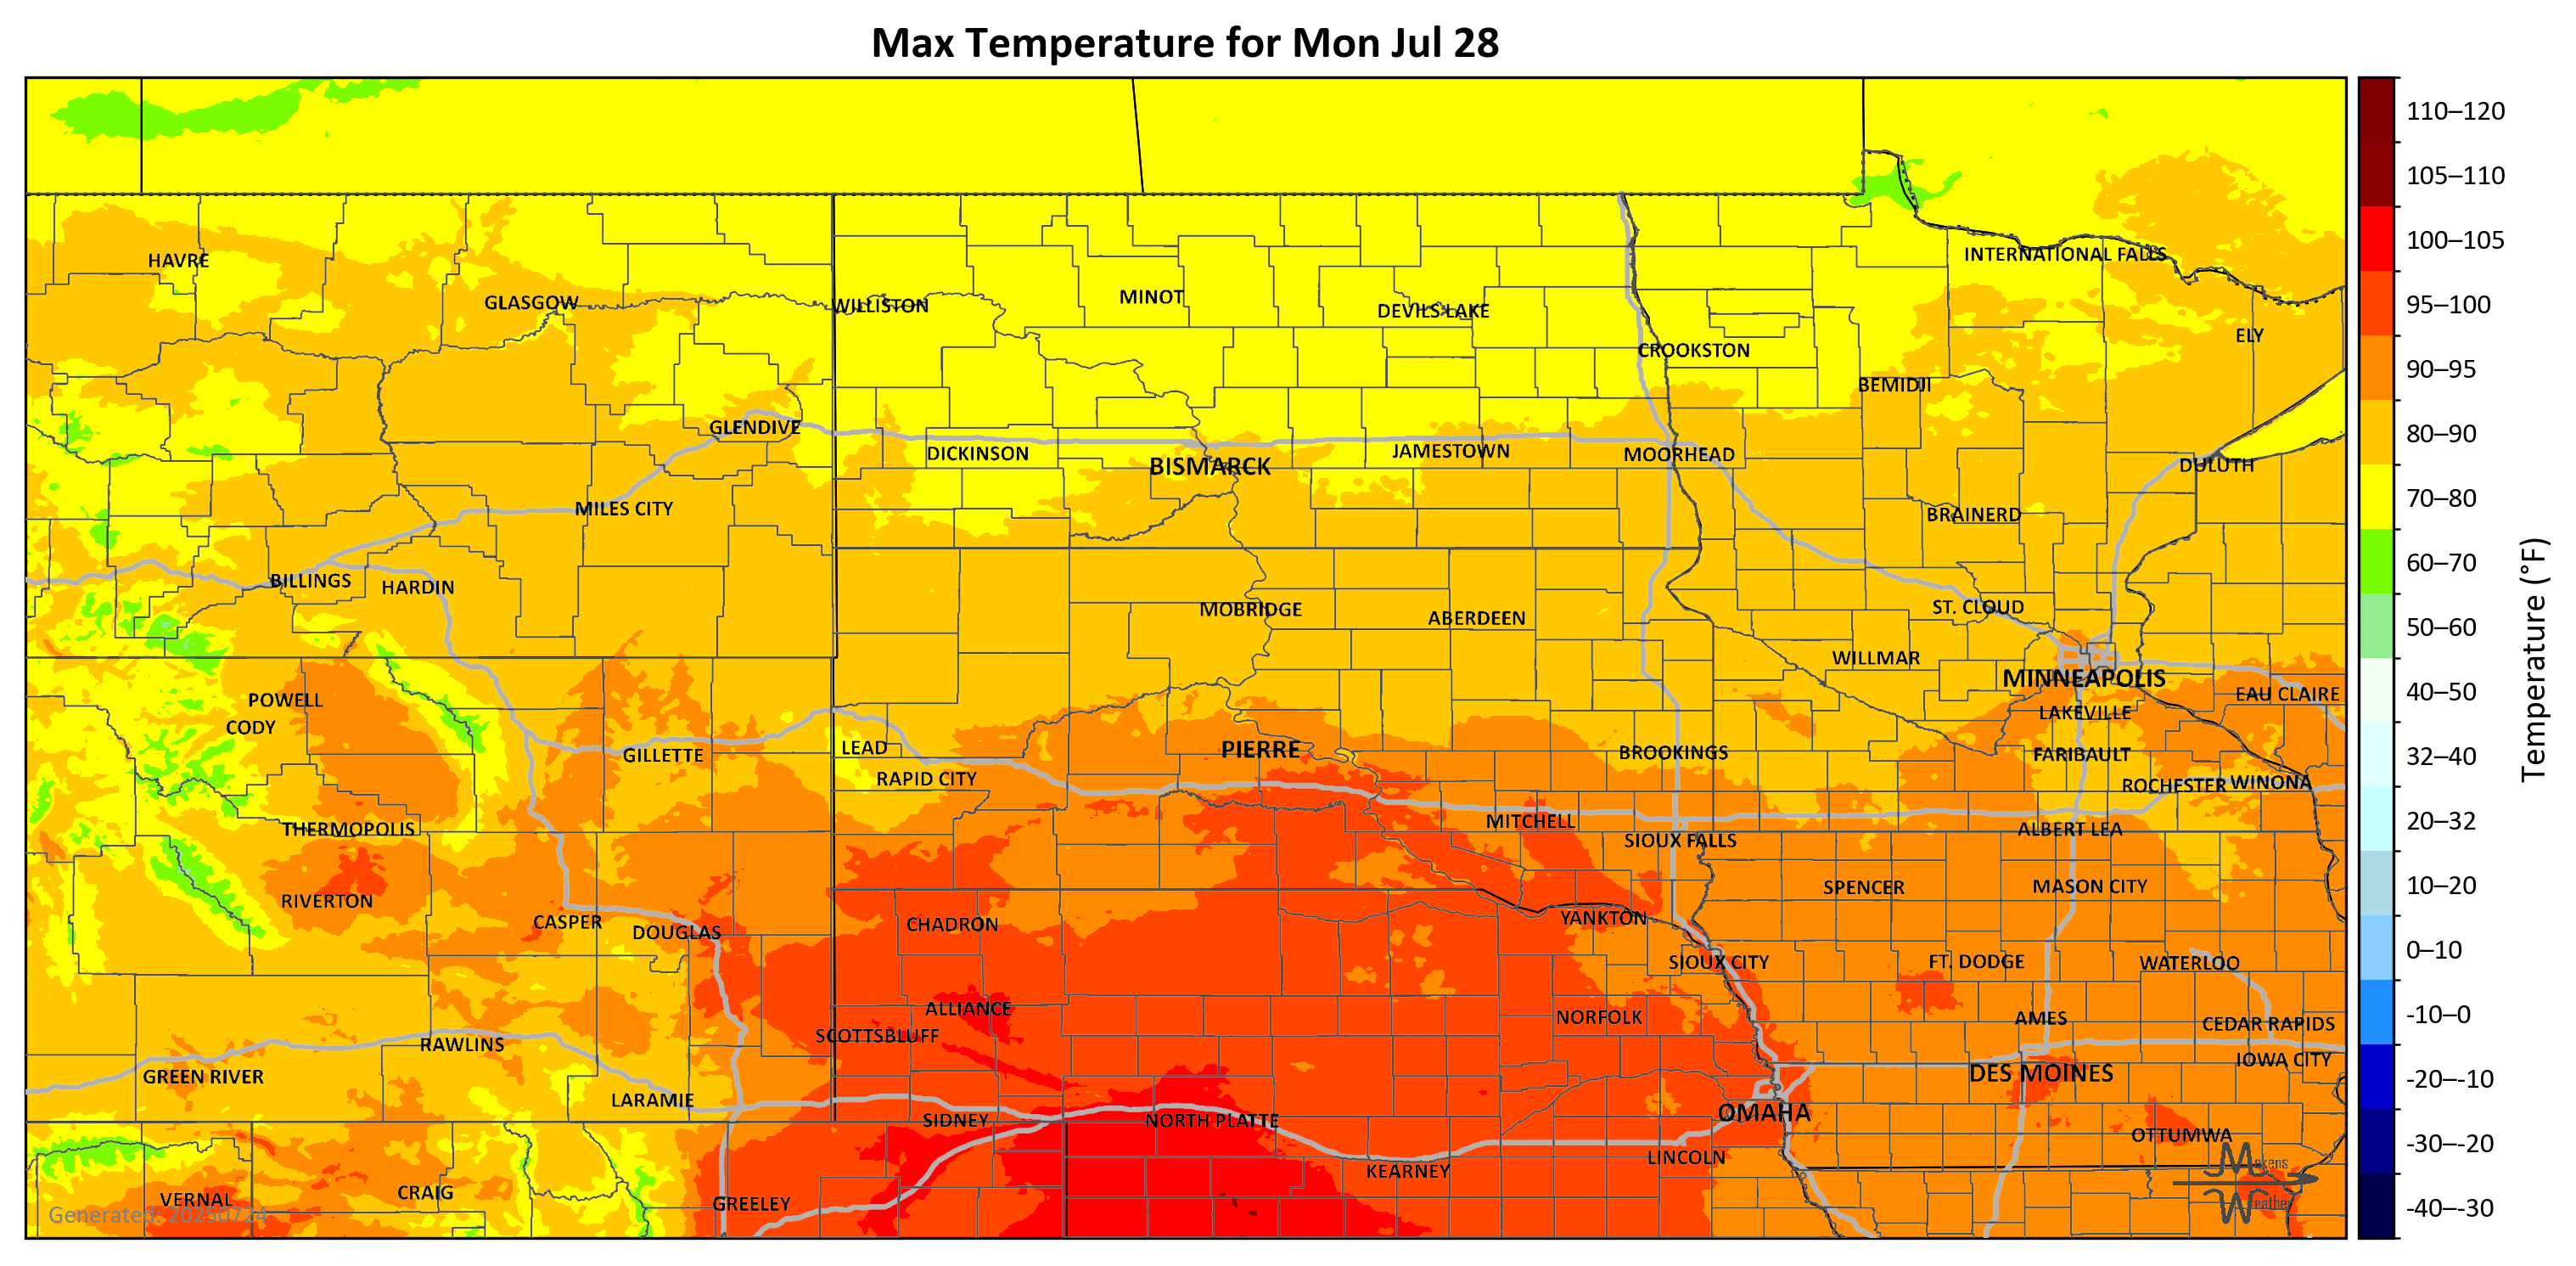 Max Temperature for Mon Jul 28
110–120
105–110
100–105
95–100
90–95
80–90
70–80
60–70
50–60
40–50
32–40
20–32
10–20
0–10
-10–0
-20–-10
-30–-20
-40–-30
Temperature (°F)
HAVRE
INTERNATIONAL FALLS
GLASGOW
WILLISTON
MINOT
DEVILS LAKE
ELY
CROOKSTON
BEMIDJI
GLENDIVE
DICKINSON
BISMARCK
JAMESTOWN
MOORHEAD
DULUTH
MILES CITY
BRAINERD
BILLINGS
HARDIN
MOBRIDGE
ABERDEEN
ST. CLOUD
WILLMAR
MINNEAPOLIS
POWELL
EAU CLAIRE
CODY
LAKEVILLE
GILLETTE
LEAD
PIERRE
BROOKINGS
FARIBAULT
RAPID CITY
ROCHESTER
WINONA
THERMOPOLIS
MITCHELL
SIOUX FALLS
ALBERT LEA
RIVERTON
SPENCER
MASON CITY
CASPER
DOUGLAS
CHADRON
YANKTON
SIOUX CITY
FT. DODGE
WATERLOO
ALLIANCE
SCOTTSBLUFF
NORFOLK
AMES
CEDAR RAPIDS
RAWLINS
IOWA CITY
GREEN RIVER
DES MOINES
LARAMIE
SIDNEY
NORTH PLATTE
OMAHA
OTTUMWA
KEARNEY
LINCOLN
VERNAL
CRAIG
GREELEY
Generated: 20250724
Makens
Weather